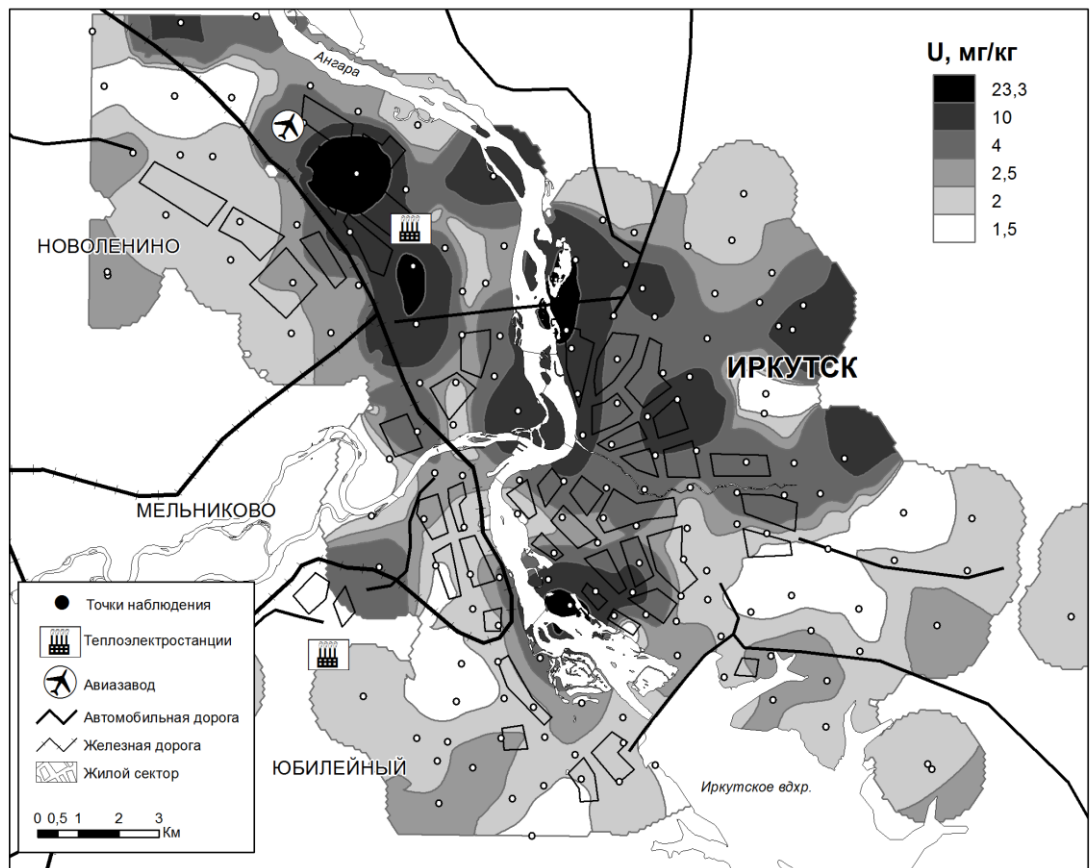 Ангара
U, мг/кг
23,3
10
4
2,5
2
1,5
НОВОЛЕНИНО
ИРКУТСК
МЕЛЬНИКОВО
ЮБИЛЕЙНЫЙ
Иркутское вдхр.
Точки наблюдения
Теплоэлектростанции
Авиазавод
Автомобильная дорога
Железная дорога
Жилой сектор
0 0,5 1 2 3
Км